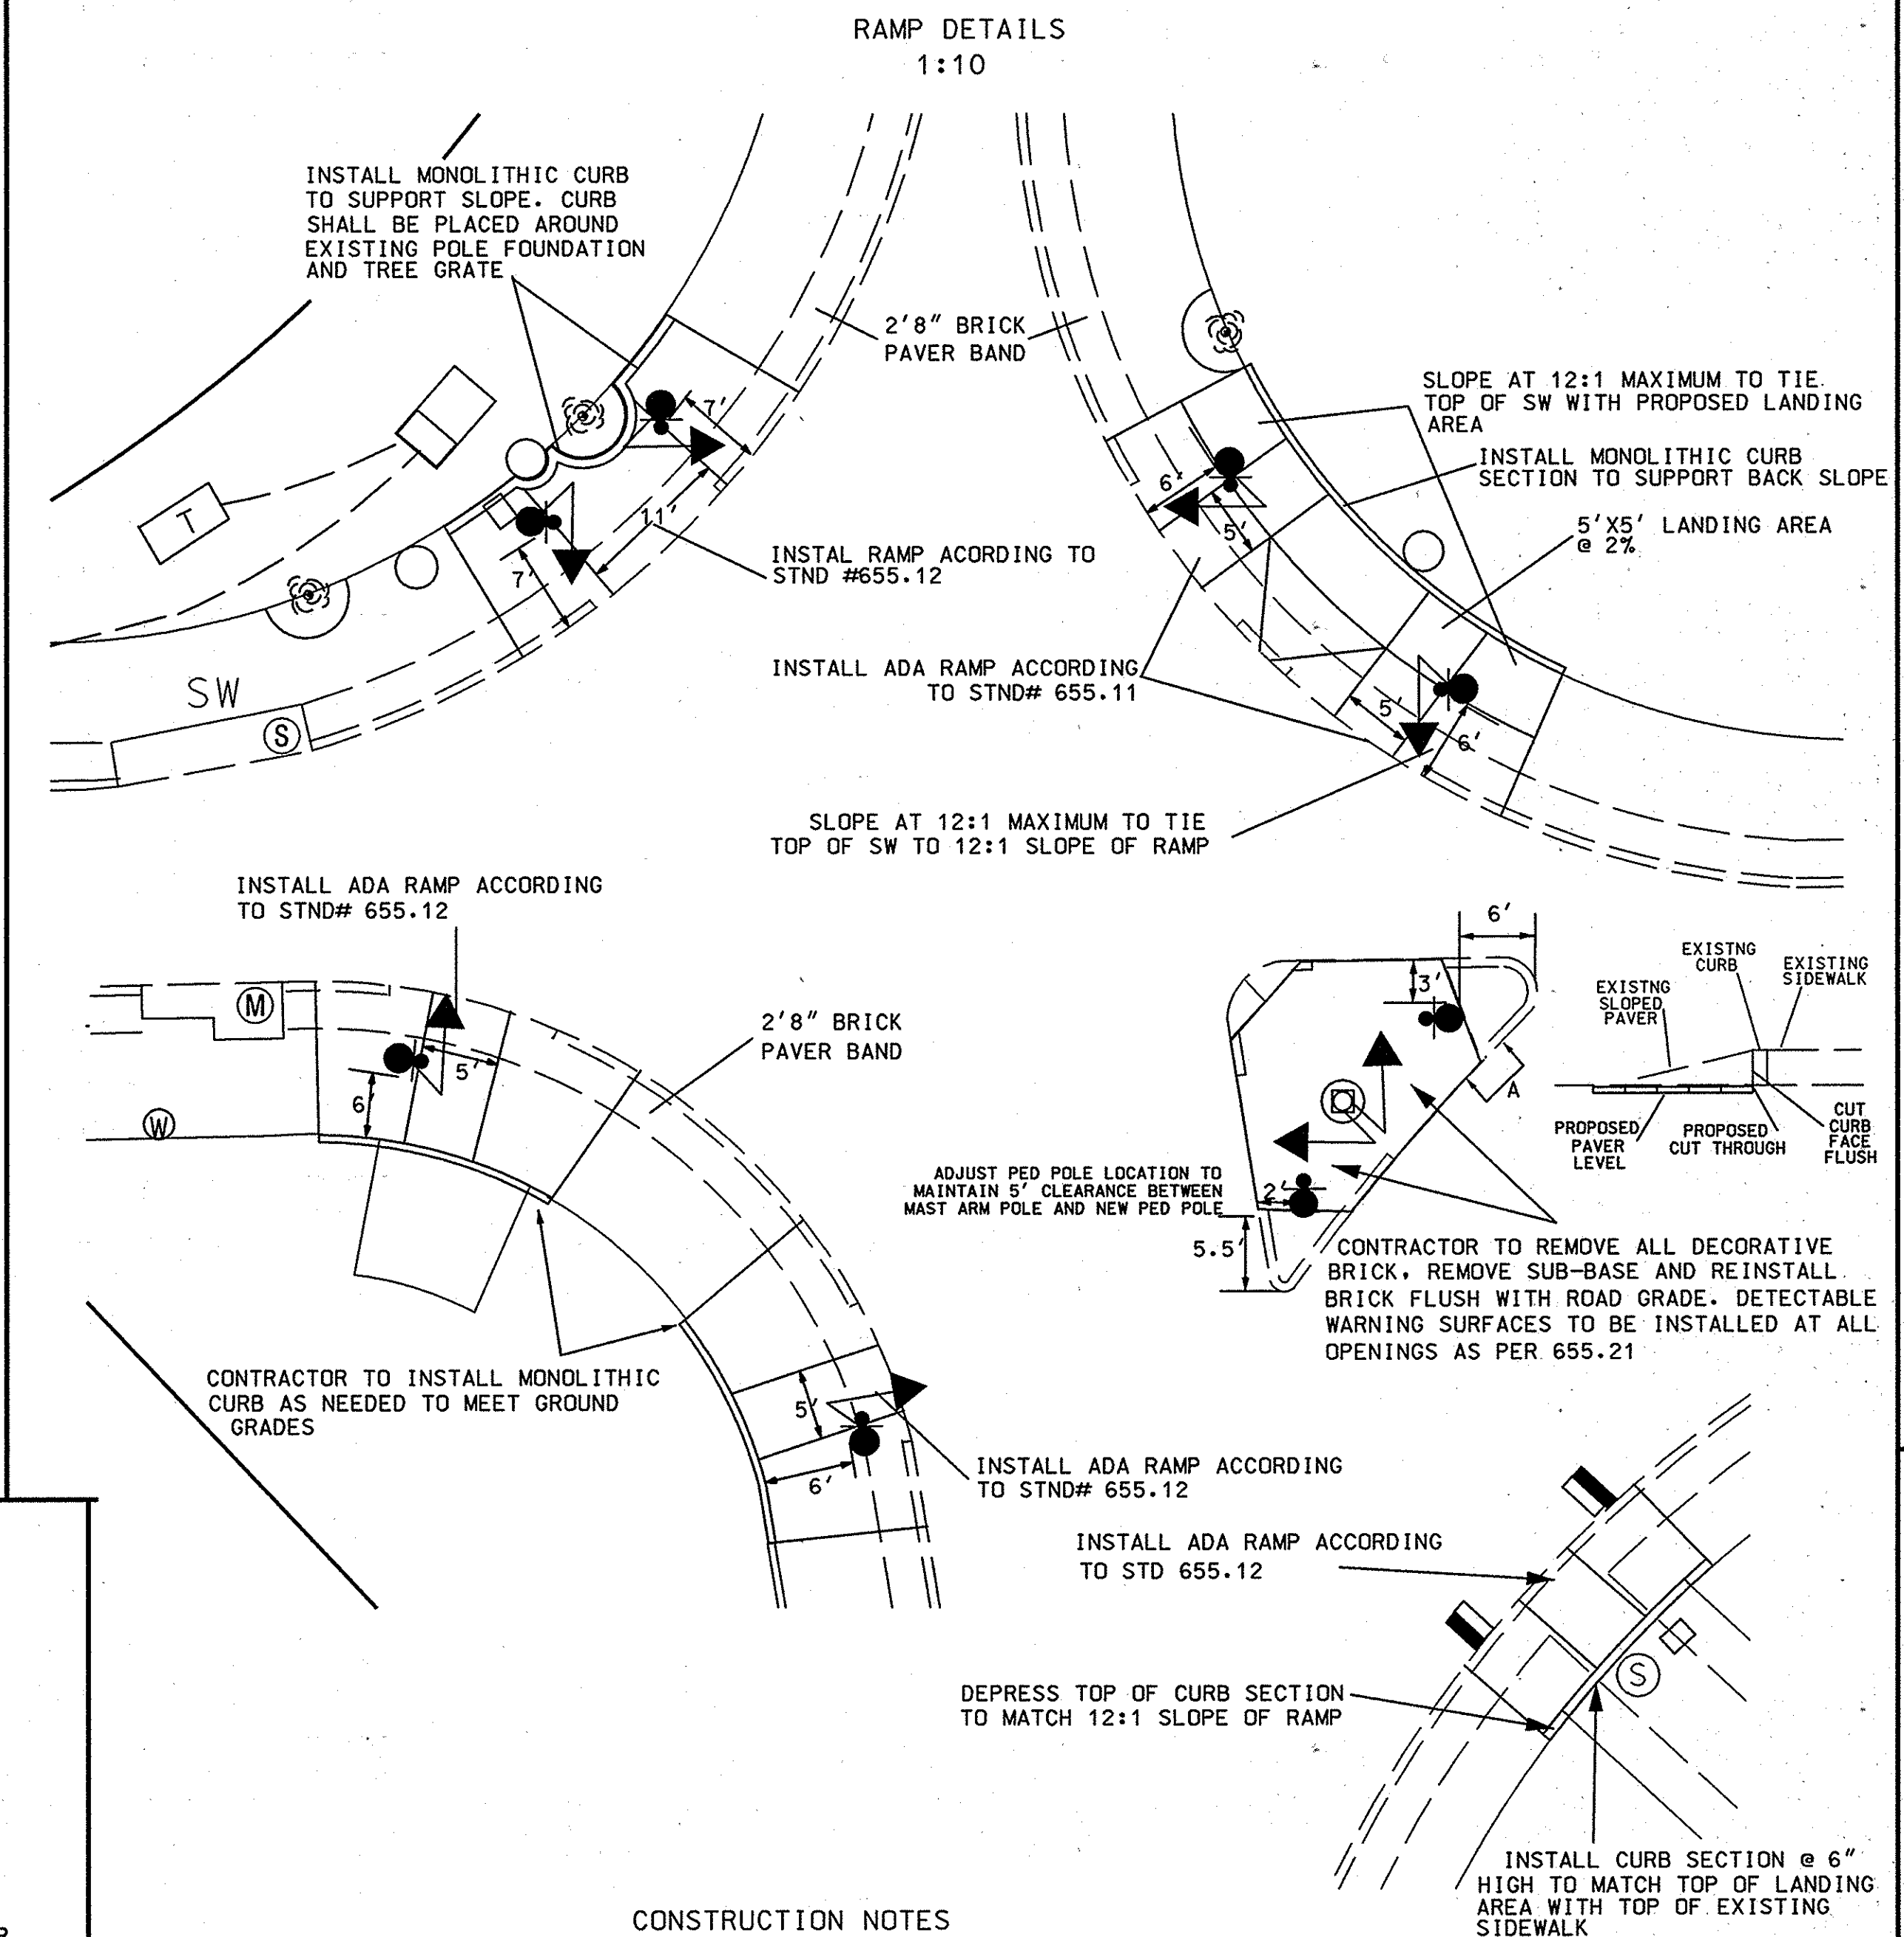 RAMP DETAILS
1:10
INSTALL MONOLITHIC CURB
TO SUPPORT SLOPE. CURB
SHALL BE PLACED AROUND
EXISTING POLE FOUNDATION
AND TREE GRATE
2'8" BRICK
PAVER BAND
7'
11'
7'
T
SW
S
INSTAL RAMP ACORDING TO
STND #655.12
INSTALL ADA RAMP ACCORDING
TO STND# 655.11
SLOPE AT 12:1 MAXIMUM TO TIE
TOP OF SW TO 12:1 SLOPE OF RAMP
SLOPE AT 12:1 MAXIMUM TO TIE
TOP OF SW WITH PROPOSED LANDING
AREA
INSTALL MONOLITHIC CURB
SECTION TO SUPPORT BACK SLOPE
5'X5' LANDING AREA
@ 2%
6'
5'
5'
6'
INSTALL ADA RAMP ACCORDING
TO STND# 655.12
M
W
5'
6'
2'8" BRICK
PAVER BAND
CONTRACTOR TO INSTALL MONOLITHIC
CURB AS NEEDED TO MEET GROUND
GRADES
5'
6'
INSTALL ADA RAMP ACCORDING
TO STND# 655.12
6'
3'
A
2'
5.5'
ADJUST PED POLE LOCATION TO
MAINTAIN 5' CLEARANCE BETWEEN
MAST ARM POLE AND NEW PED POLE
EXISTNG
CURB
EXISTING
SIDEWALK
EXISTNG
SLOPED
PAVER
PROPOSED
PAVER
LEVEL
PROPOSED
CUT THROUGH
CUT
CURB
FACE
FLUSH
CONTRACTOR TO REMOVE ALL DECORATIVE
BRICK, REMOVE SUB-BASE AND REINSTALL
BRICK FLUSH WITH ROAD GRADE. DETECTABLE
WARNING SURFACES TO BE INSTALLED AT ALL
OPENINGS AS PER 655.21
INSTALL ADA RAMP ACCORDING
TO STD 655.12
S
DEPRESS TOP OF CURB SECTION
TO MATCH 12:1 SLOPE OF RAMP
INSTALL CURB SECTION @ 6"
HIGH TO MATCH TOP OF LANDING
AREA WITH TOP OF EXISTING
SIDEWALK
CONSTRUCTION NOTES